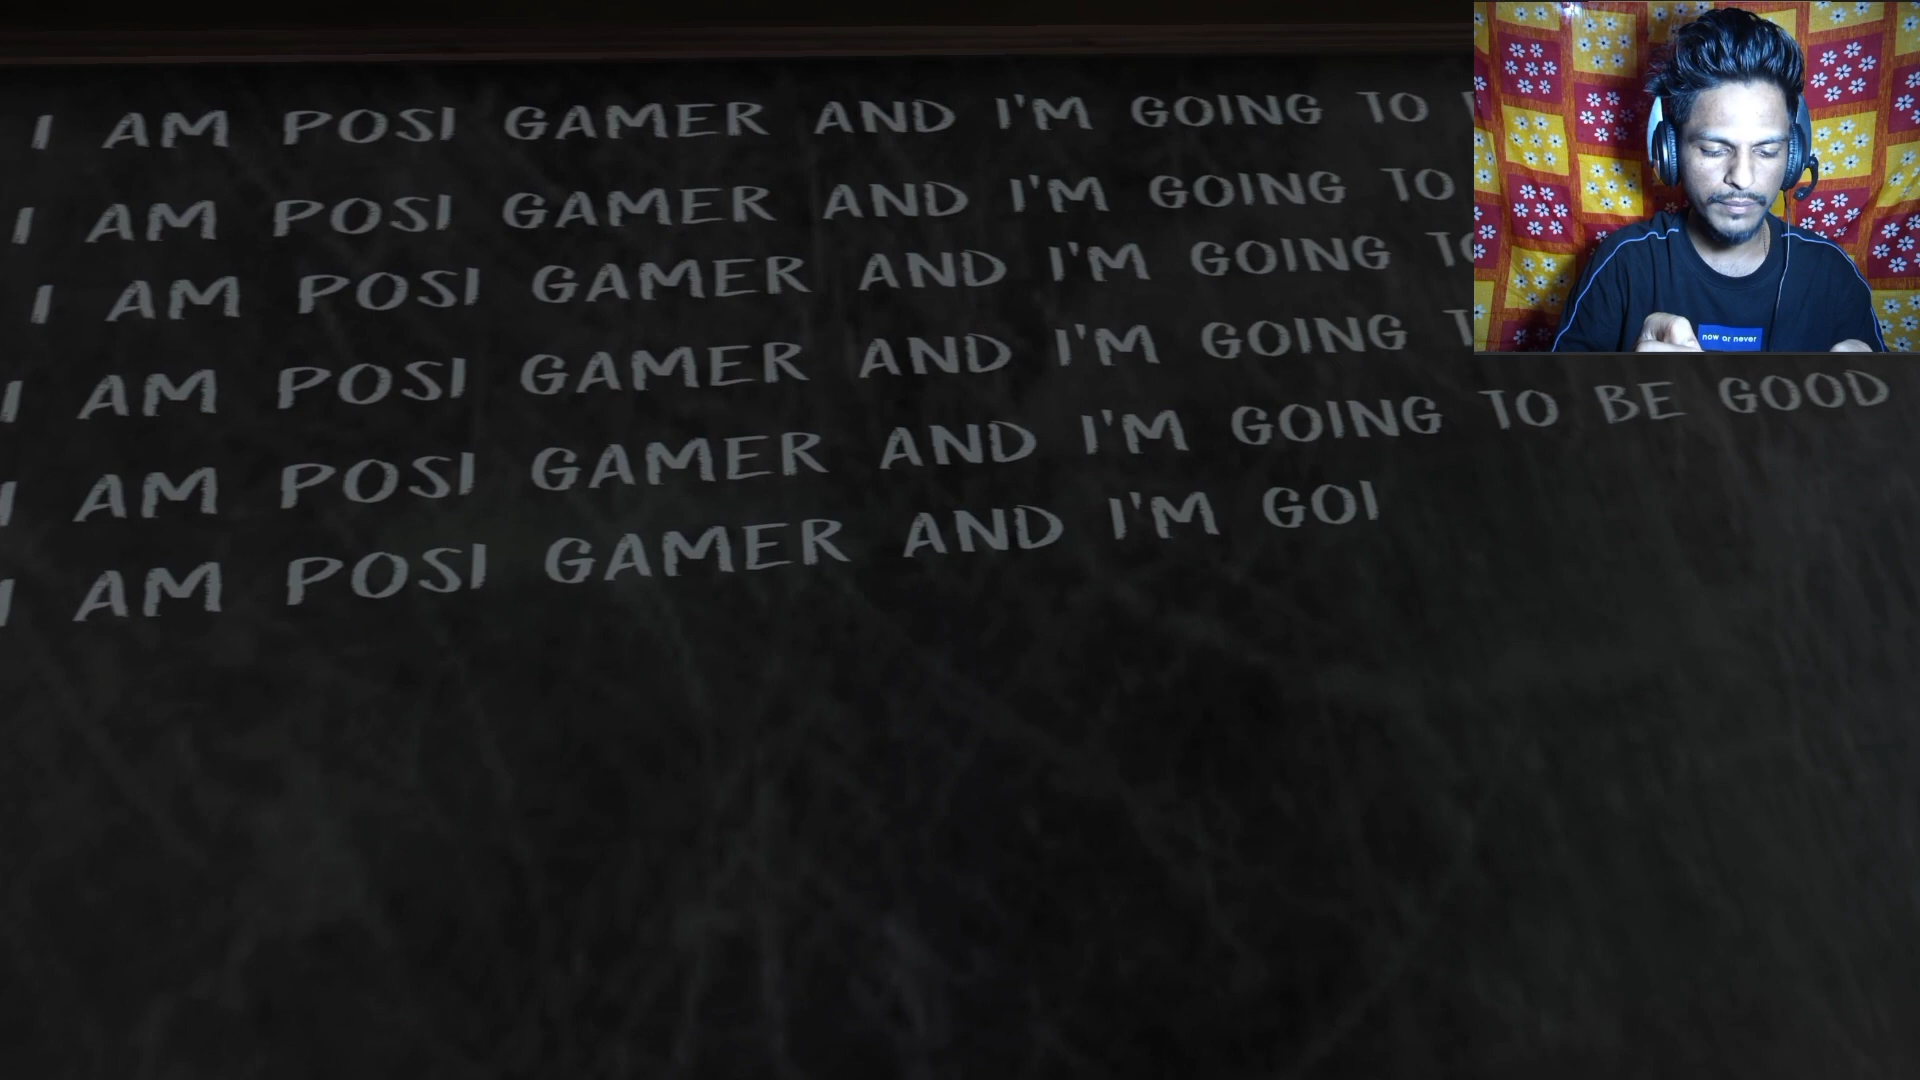 I AM POSI GAMER AND I'M GOING TO
I AM POSI GAMER AND I'M GOING TO
I AM POSI GAMER AND I'M GOING
I AM POSI GAMER AND I'M GOING
I AM POSI GAMER AND I'M GOING TO BE GOOD
I AM POSI GAMER AND I'M GOI
now or never